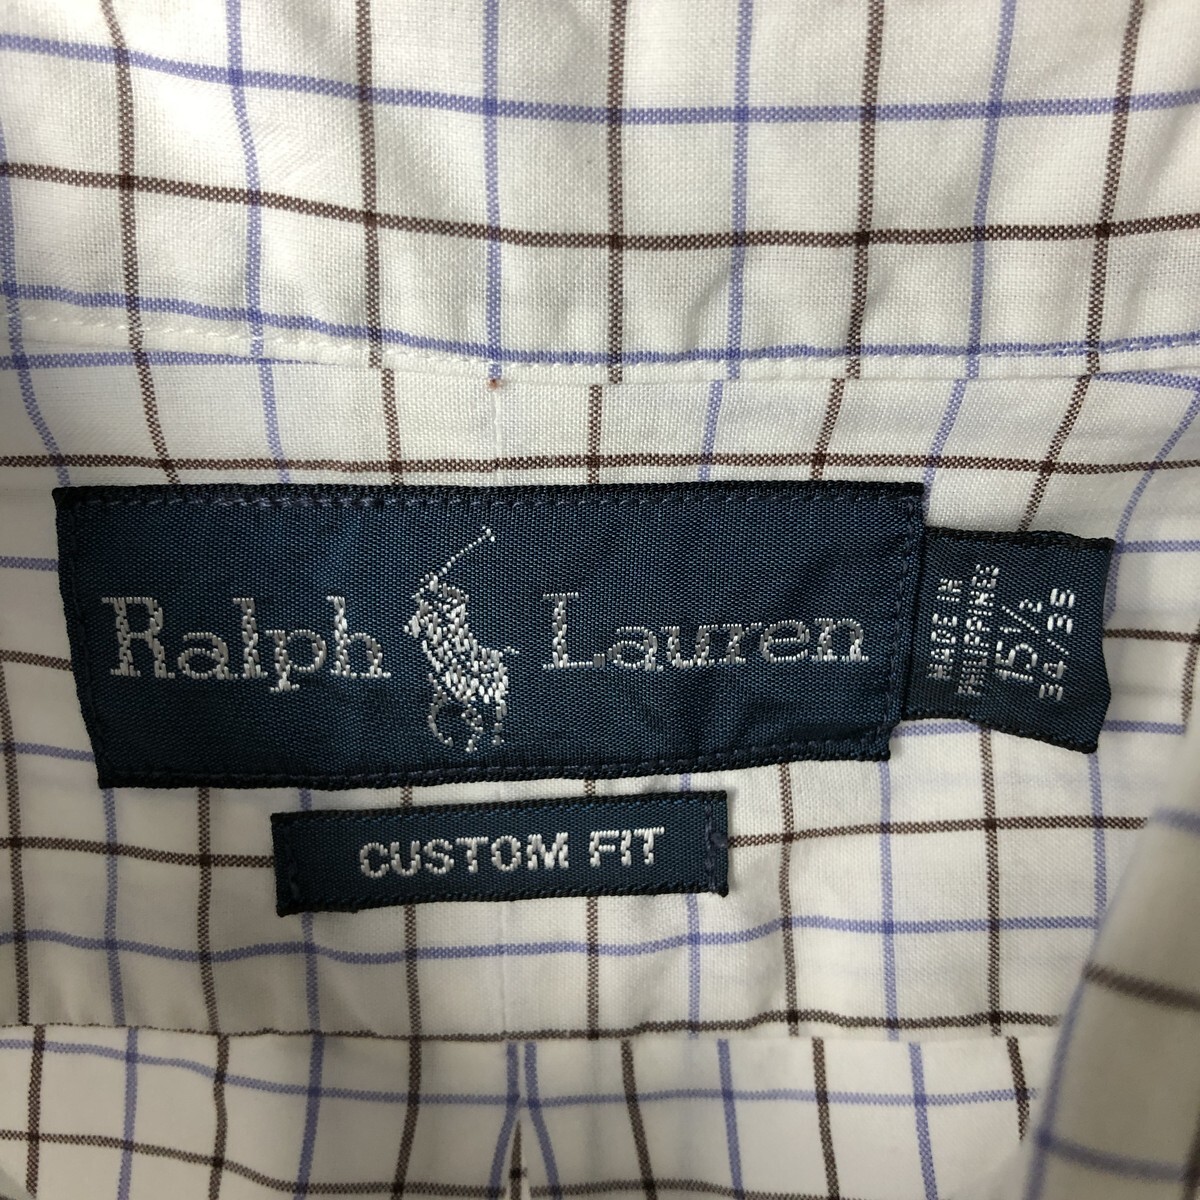 Ralph Lauren
MADE IN
PHILIPPINES
15½
34/35
CUSTOM FIT